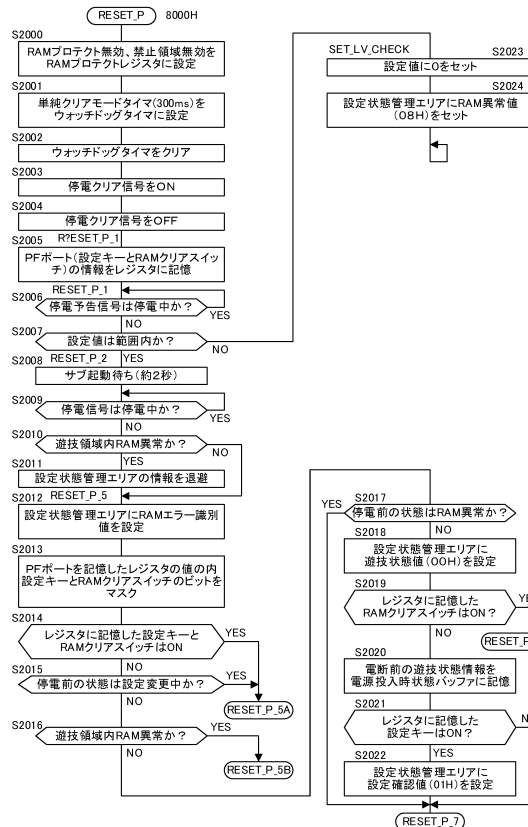 RESET_P 8000H
S2000
RAMプロテクト無効、禁止領域無効を
RAMプロテクトレジスタに設定
S2001
単純クリアモードタイマ(300ms)を
ウォッチドッグタイマに設定
S2002
ウォッチドッグタイマをクリア
S2003
停電クリア信号をON
S2004
停電クリア信号をOFF
S2005 R?ESET_P_1
PFポート(設定キーとRAMクリアスイッ
チ)の情報をレジスタに記憶
RESET_P_1
S2006
停電予告信号は停電中か?
YES
NO
S2007
設定値は範囲内か?
NO
S2008 RESET_P_2 YES
サブ起動待ち(約2秒)
S2009
停電信号は停電中か?
YES
S2010 NO
遊技領域内RAM異常か?
NO
S2011 YES
設定状態管理エリアの情報を退避
S2012 RESET_P_5
設定状態管理エリアにRAMエラー識別
値を設定
S2013
PFポートを記憶したレジスタの値の内
設定キーとRAMクリアスイッチのビットを
マスク
S2014
レジスタに記憶した設定キーと
RAMクリアスイッチはON
YES
NO
S2015
停電前の状態は設定変更中か?
YES
RESET_P_5A
NO
S2016
遊技領域内RAM異常か?
YES
NO
RESET_P_5B
SET_LV_CHECK S2023
設定値に0をセット
S2024
設定状態管理エリアにRAM異常値
(08H)をセット
S2017
YES
停電前の状態はRAM異常か?
NO
S2018
設定状態管理エリアに
遊技状態値(00H)を設定
S2019
レジスタに記憶した
RAMクリアスイッチはON?
NO
S2020
電断前の遊技状態情報を
電源投入時状態バッファに記憶
S2021
レジスタに記憶した
設定キーはON?
YES
S2022
設定状態管理エリアに
設定確認値(01H)を設定
RESET_P_7